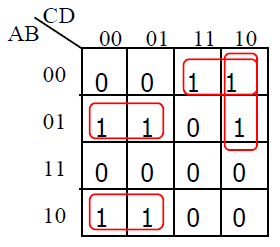 CD
AB
00 01 11 10
00 0 0 1 1
01 1 1 0 1
11 0 0 0 0
10 1 1 0 0